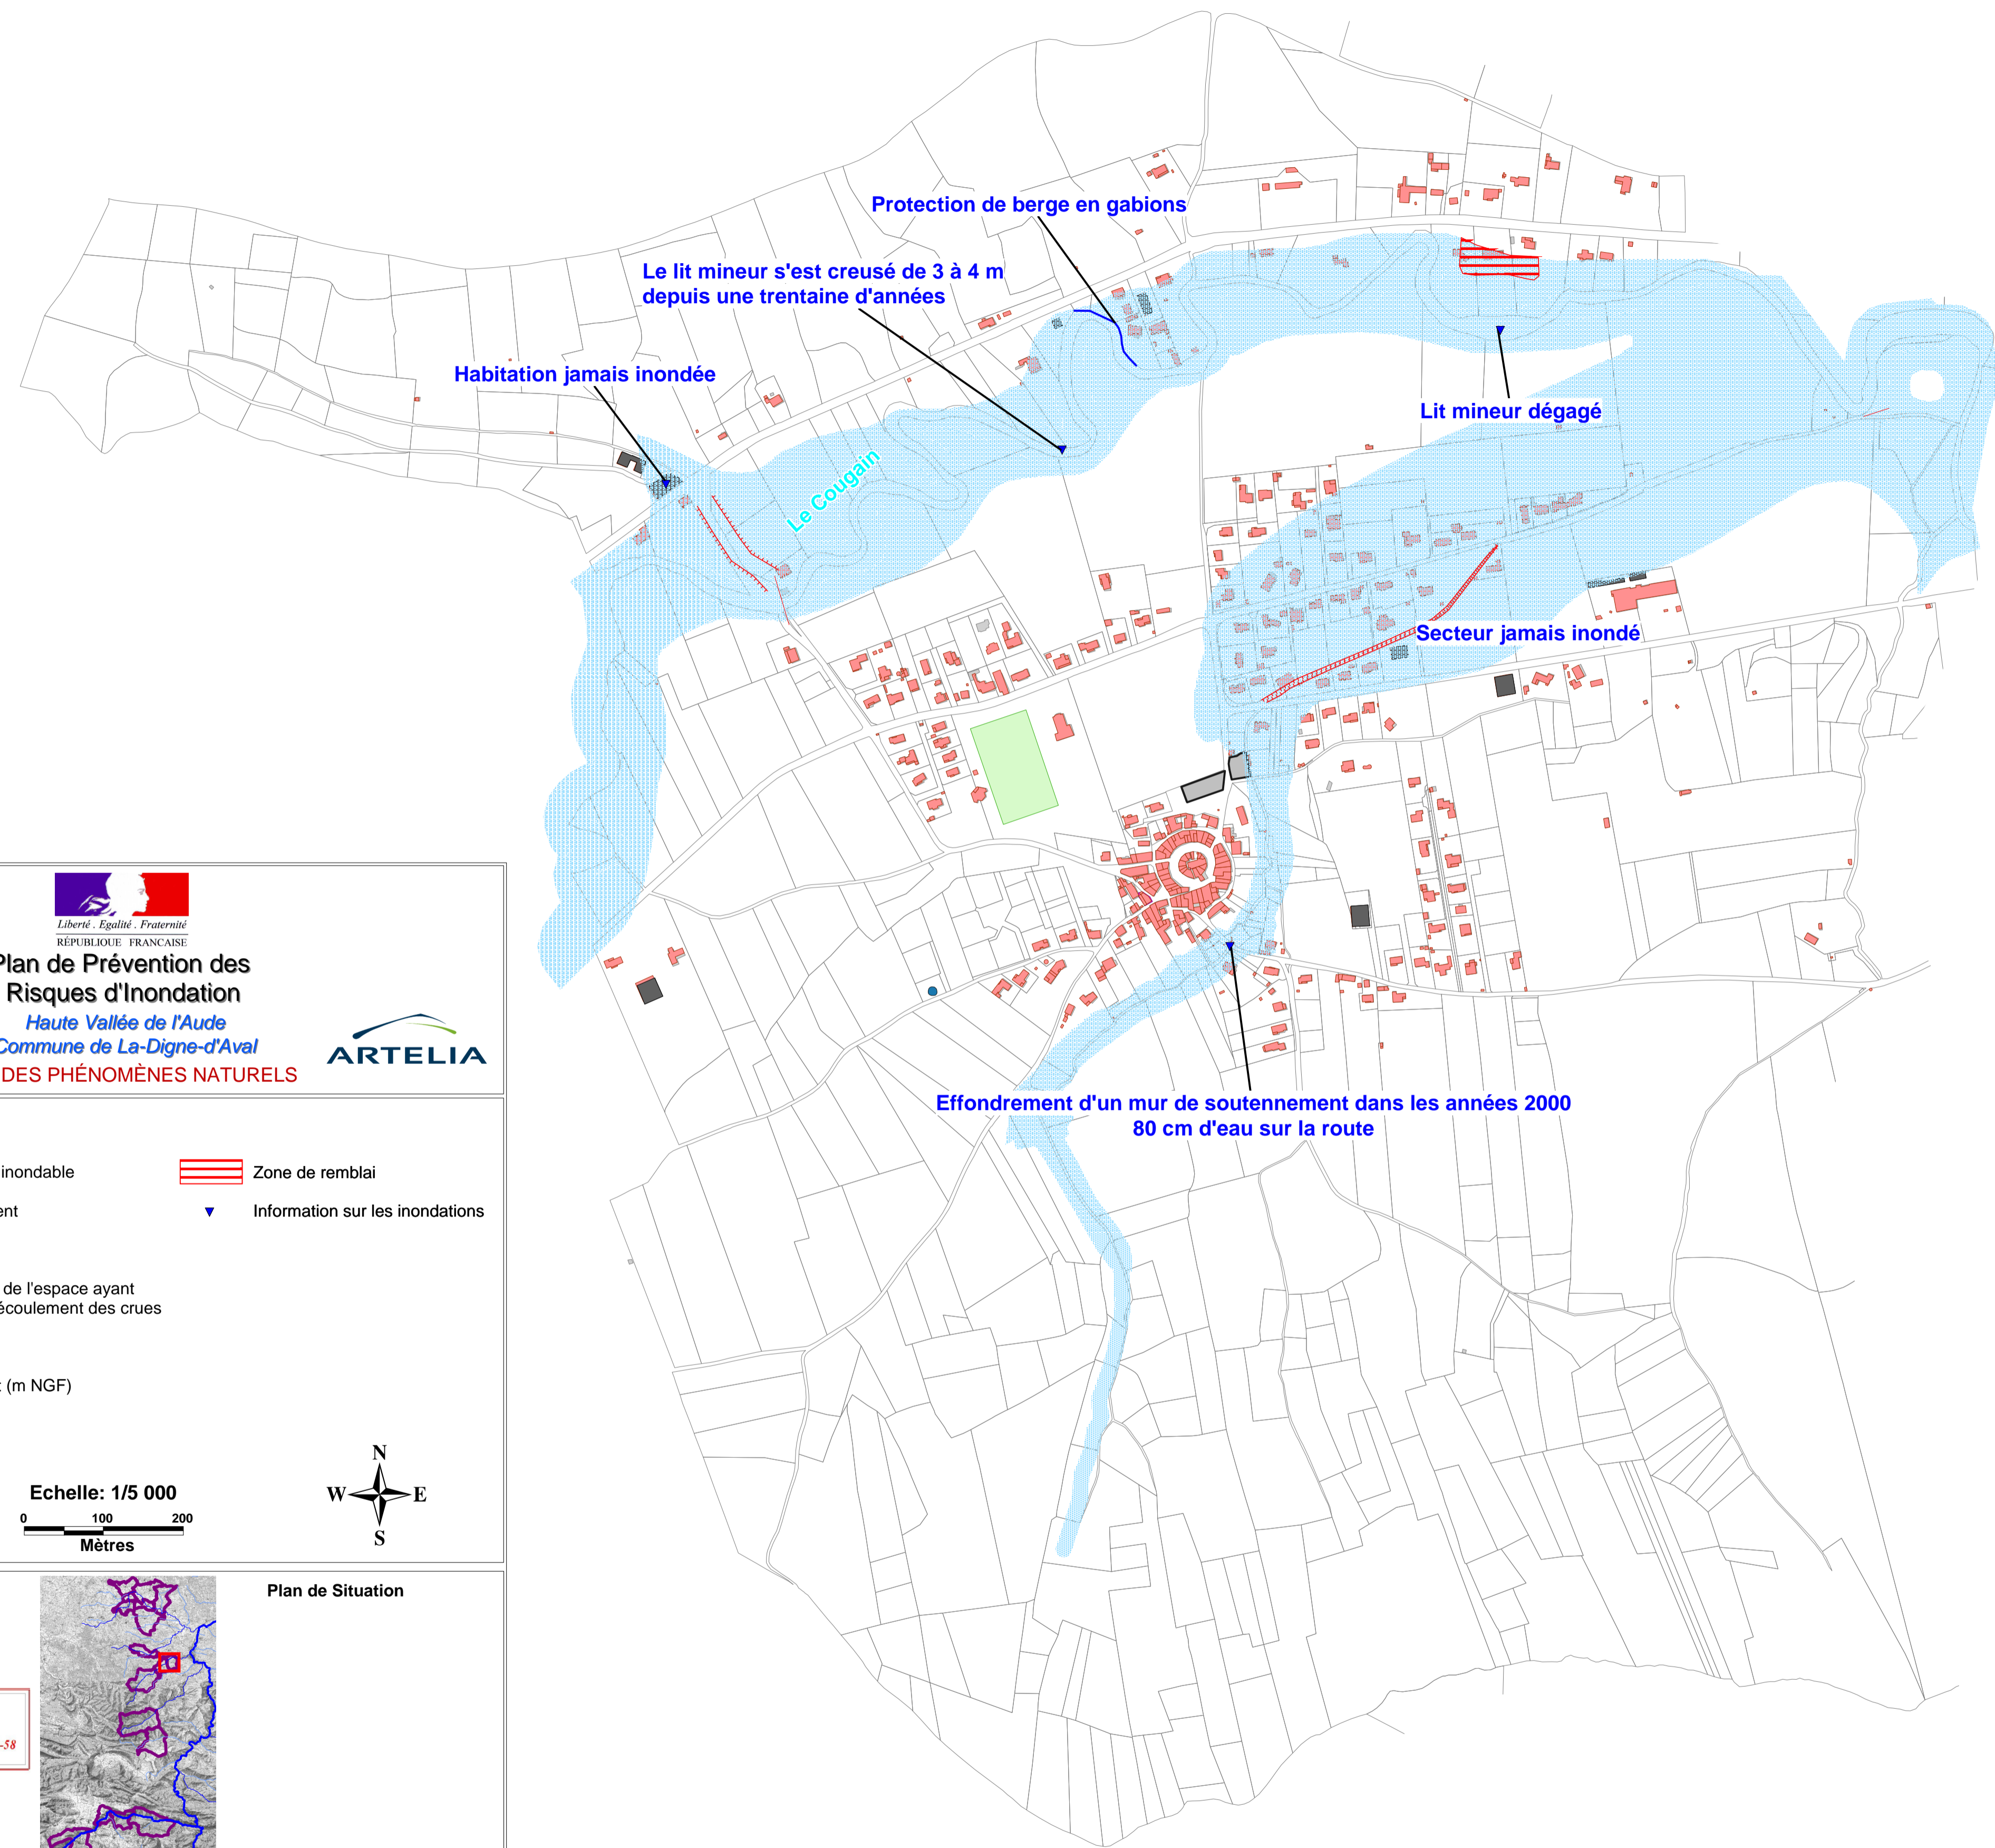 Protection de berge en gabions
Le lit mineur s'est creusé de 3 à 4 m
depuis une trentaine d'années
Habitation jamais inondée
Le Cougain
Lit mineur dégagé
Secteur jamais inondé
Effondrement d'un mur de soutennement dans les années 2000
80 cm d'eau sur la route
Liberté . Egalité . Fraternité
RÉPUBLIQUE FRANCAISE
Plan de Prévention des
Risques d'Inondation
Haute Vallée de l'Aude
Commune de La-Digne-d'Aval
ARTELIA
DES PHÉNOMÈNES NATURELS
inondable
Zone de remblai
Information sur les inondations
de l'espace ayant
écoulement des crues
(m NGF)
Echelle: 1/5 000
0 100 200
Mètres
N
W E
S
Plan de Situation
-58